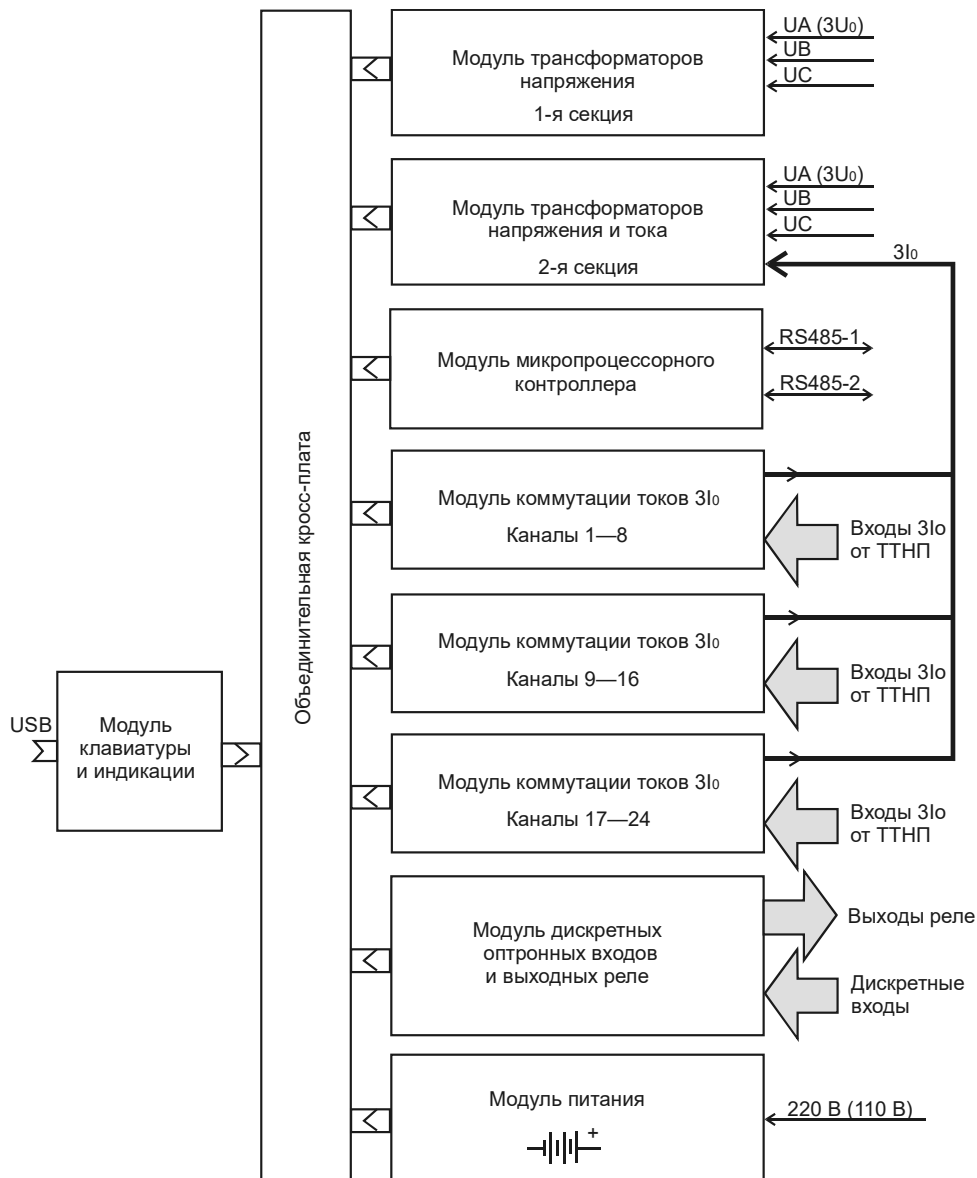 Модуль трансформаторов
напряжения
1-я секция
UA (3U0)
UB
UC
Модуль трансформаторов
напряжения и тока
2-я секция
UA (3U0)
UB
UC
3I0
Модуль микропроцессорного
контроллера
RS485-1
RS485-2
Объединительная кросс-плата
Модуль коммутации токов 3I0
Каналы 1—8
Входы 3Io
от ТТНП
Модуль коммутации токов 3I0
Каналы 9—16
Входы 3Io
от ТТНП
USB
Модуль
клавиатуры
и индикации
Модуль коммутации токов 3I0
Каналы 17—24
Входы 3Io
от ТТНП
Модуль дискретных
оптронных входов
и выходных реле
Выходы реле
Дискретные
входы
Модуль питания
+
220 В (110 В)